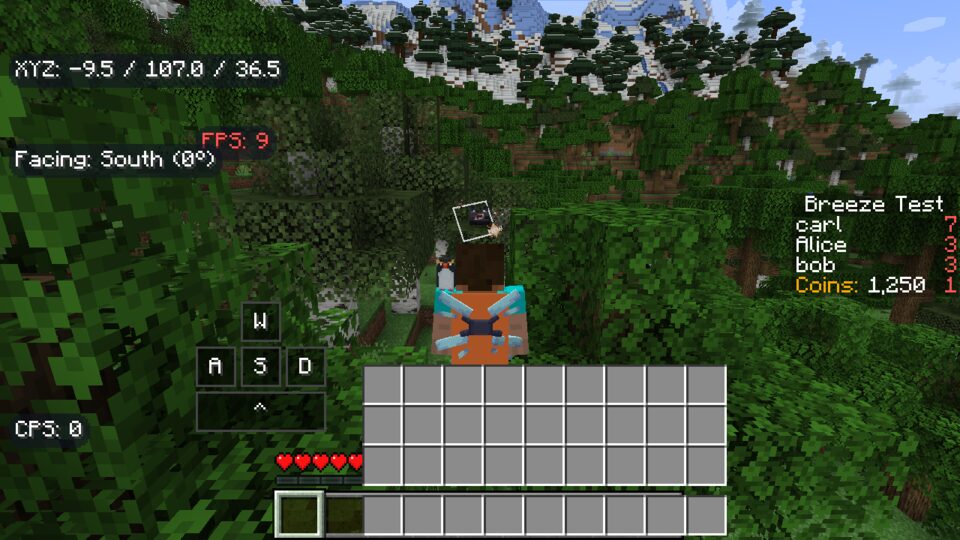 XYZ: -9.5 / 107.0 / 36.5
FPS: 9
Facing: South (0°)
Breeze Test
carl 7
Alice 3
bob 3
Coins: 1,250 1
W
A S D
^
CPS: 0